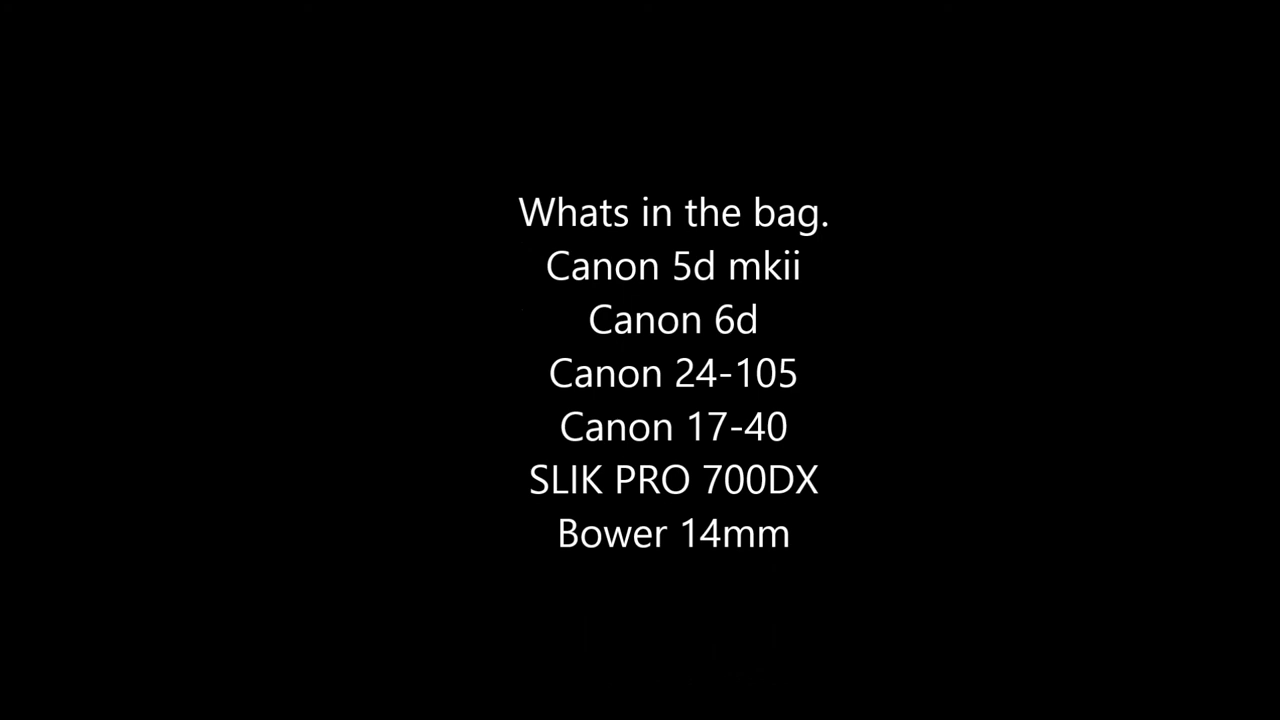 Whats in the bag.
Canon 5d mkii
Canon 6d
Canon 24-105
Canon 17-40
SLIK PRO 700DX
Bower 14mm